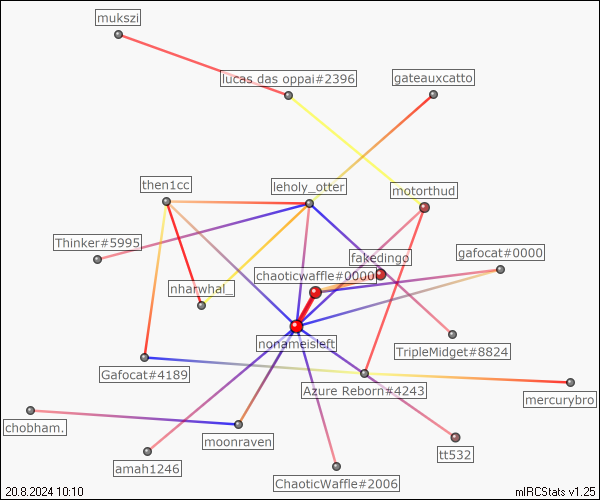 mukszi
lucas das oppai#2396
gateauxcatto
then1cc
leholy_otter
motorthud
Thinker#5995
fakedingo
gafocat#0000
chaoticwaffle#0000
nharwhal_
nonameisleft
TripleMidget#8824
Gafocat#4189
Azure Reborn#4243
mercurybro
chobham.
moonraven
tt532
amah1246
ChaoticWaffle#2006
20.8.2024 10:10
mIRCStats v1.25